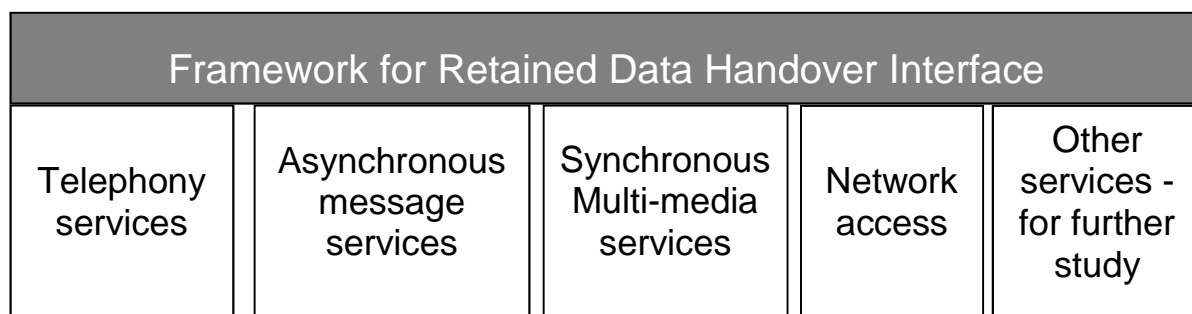 Framework for Retained Data Handover Interface
Telephony
services
Asynchronous
message
services
Synchronous
Multi-media
services
Network
access
Other
services -
for further
study